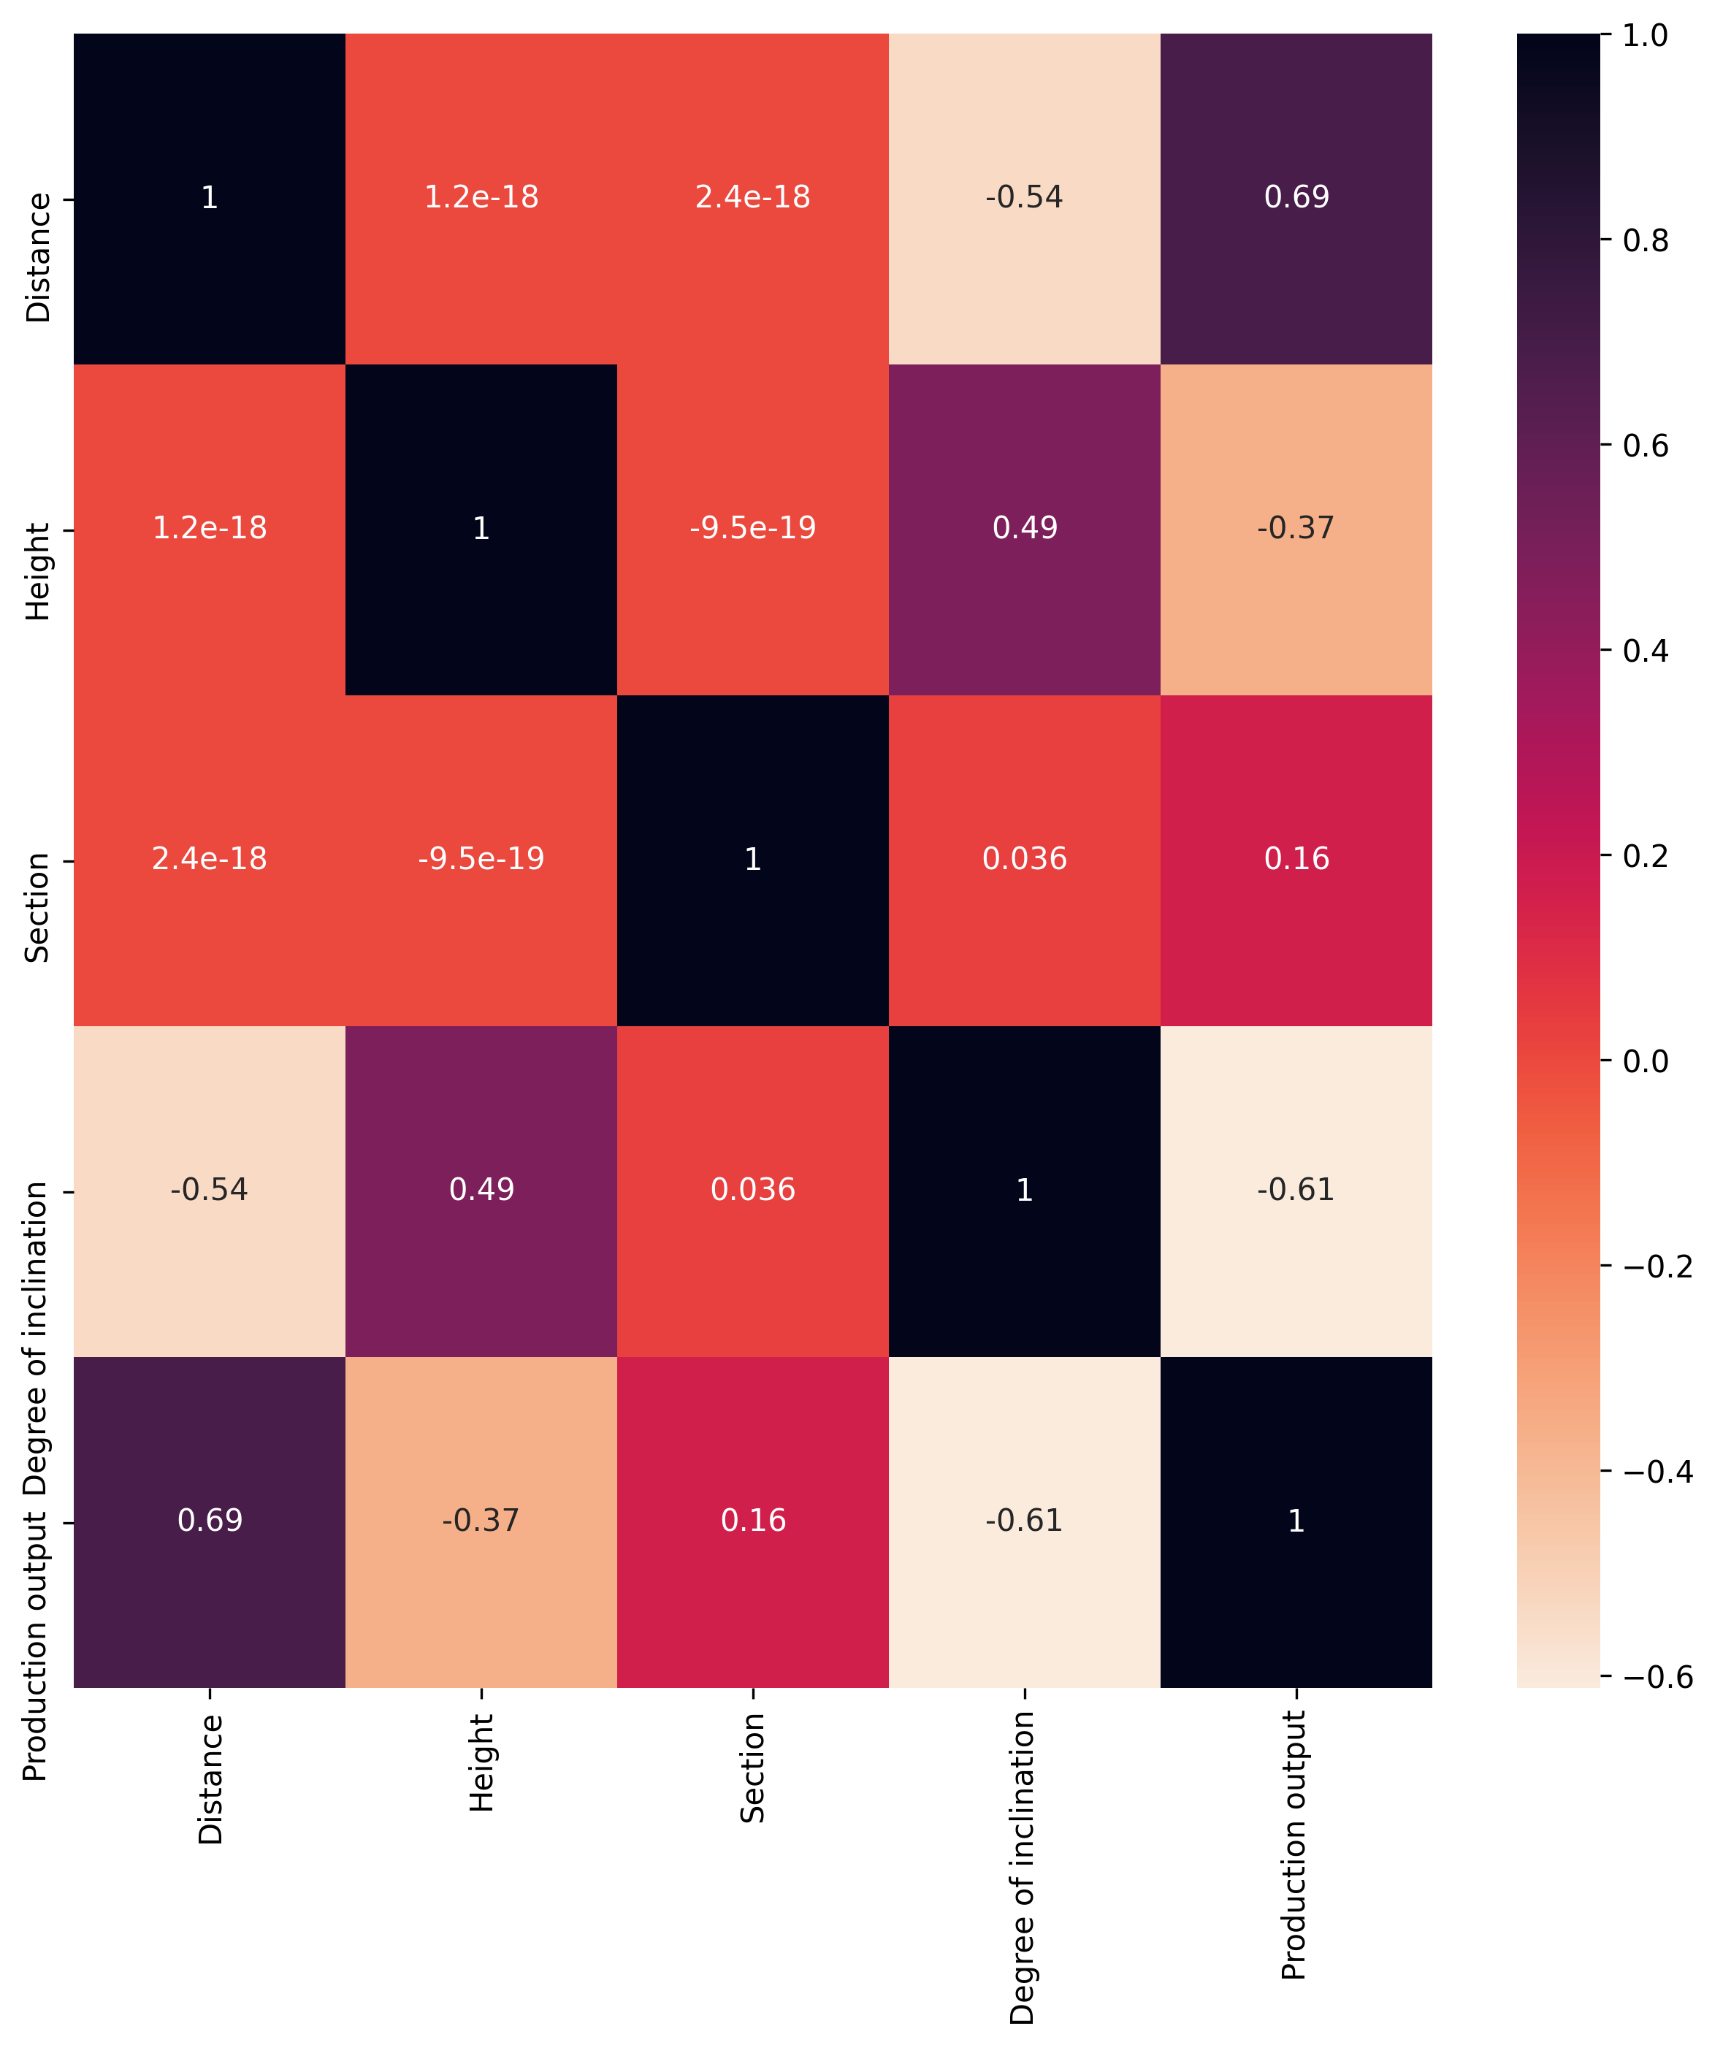 Distance 1 1.2e-18 2.4e-18 -0.54 0.69
Height 1.2e-18 1 -9.5e-19 0.49 -0.37
Section 2.4e-18 -9.5e-19 1 0.036 0.16
Degree of inclination -0.54 0.49 0.036 1 -0.61
Production output 0.69 -0.37 0.16 -0.61 1
Distance
Height
Section
Degree of inclination
Production output
1.0
0.8
0.6
0.4
0.2
0.0
−0.2
−0.4
−0.6